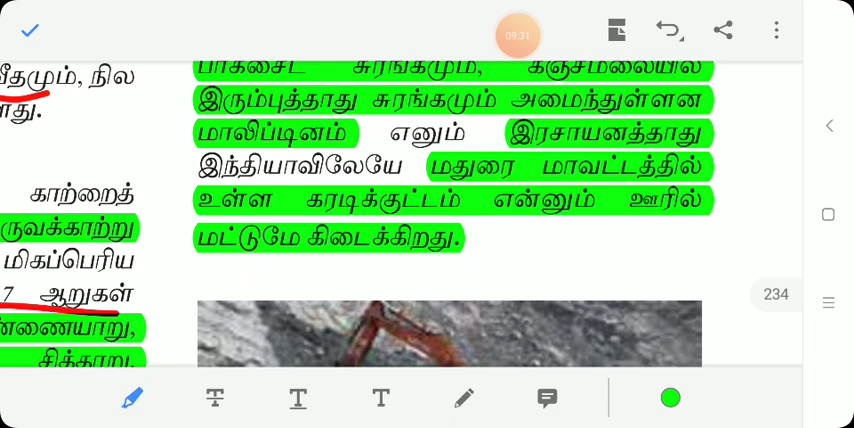 09:31
வீதமும், நில
ளது.
காற்றைத்
ருவக்காற்று
மிகப்பெரிய
7 ஆறுகள்
ண்ணையாறு,
சித்தாறு,
பாக்சைட் சுரங்கமும், கஞ்சமலையில்
இரும்புத்தாது சுரங்கமும் அமைந்துள்ளன
மாலிப்டினம் எனும் இரசாயனத்தாது
இந்தியாவிலேயே மதுரை மாவட்டத்தில்
உள்ள கரடிக்குட்டம் என்னும் ஊரில்
மட்டுமே கிடைக்கிறது.
234
T T T